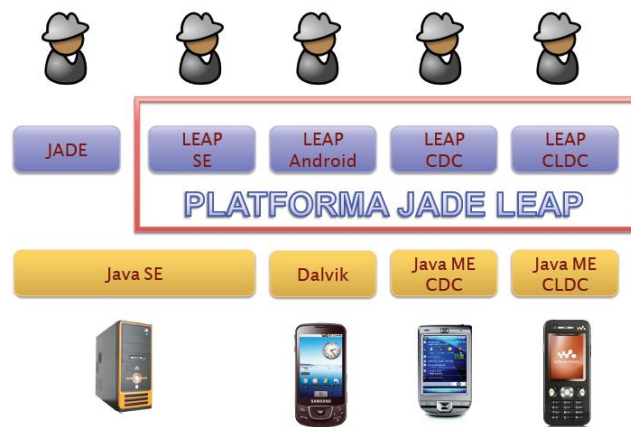 JADE
LEAP
SE
LEAP
Android
LEAP
CDC
LEAP
CLDC
PLATFORMA JADE LEAP
Java SE
Dalvik
Java ME
CDC
Java ME
CLDC
SAMSUNG